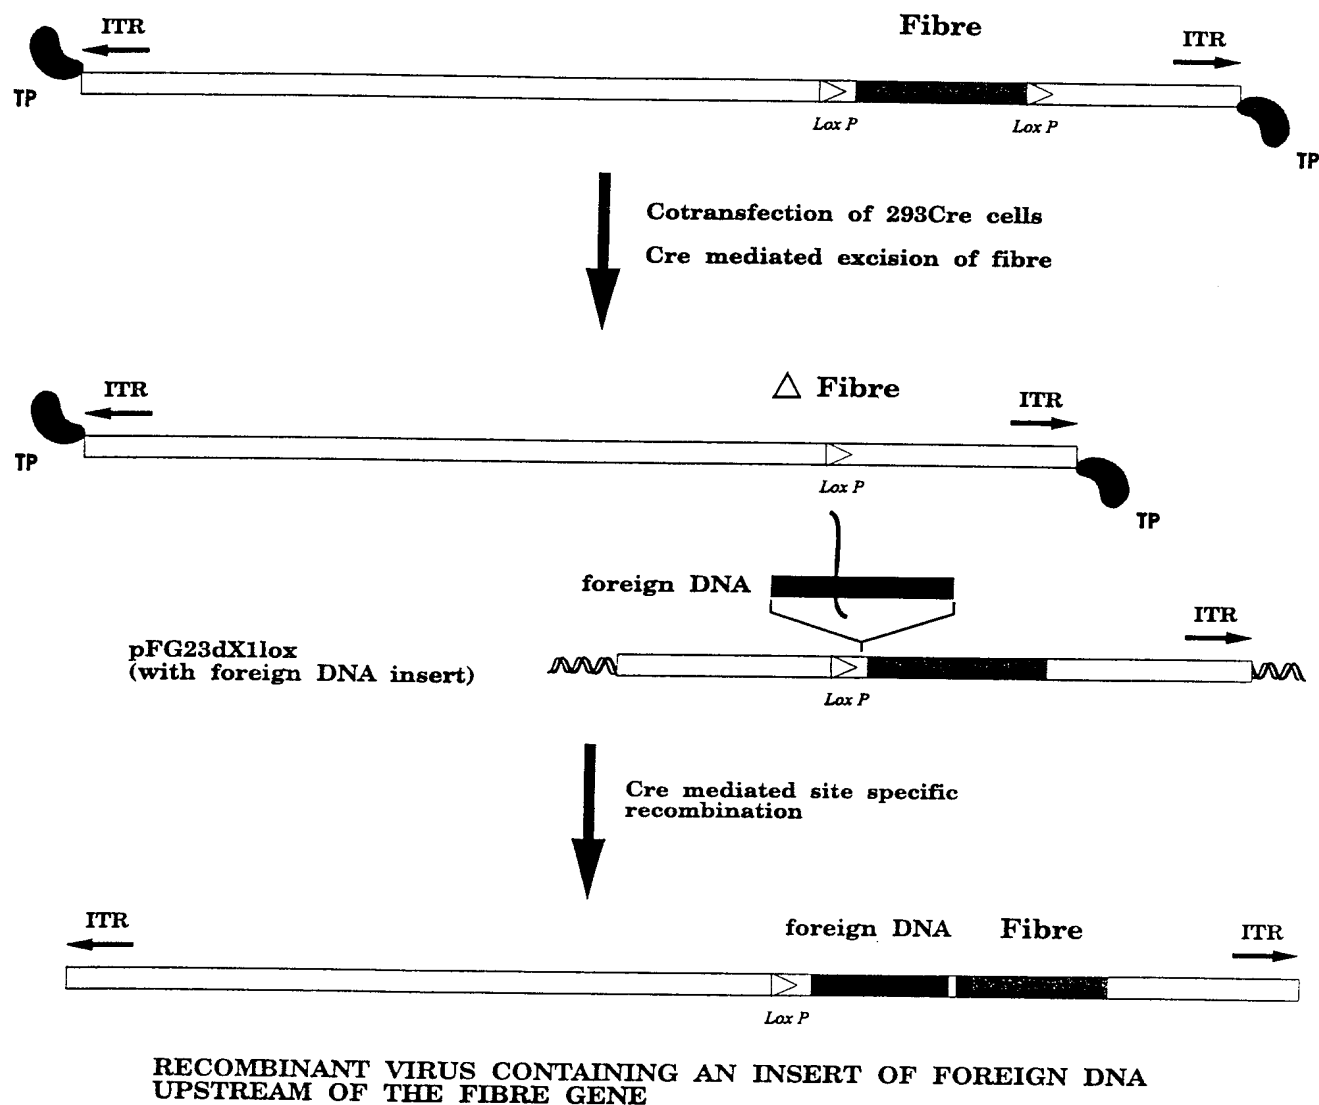 ITR
Fibre
ITR
TP
Lox P
Lox P
TP
Cotransfection of 293Cre cells
Cre mediated excision of fibre
ITR
△ Fibre
ITR
TP
Lox P
TP
foreign DNA
ITR
pFG23dX1lox
(with foreign DNA insert)
Lox P
Cre mediated site specific
recombination
ITR
foreign DNA
Fibre
ITR
Lox P
RECOMBINANT VIRUS CONTAINING AN INSERT OF FOREIGN DNA
UPSTREAM OF THE FIBRE GENE